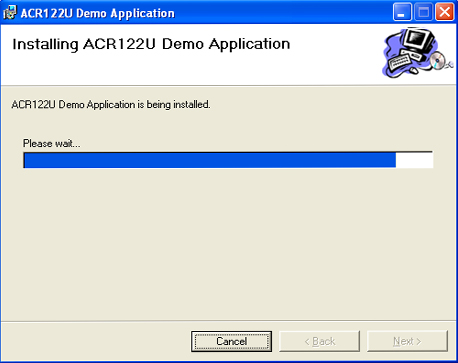 ACR122U Demo Application
Installing ACR122U Demo Application
ACR122U Demo Application is being installed.
Please wait...
Cancel
< Back
Next >